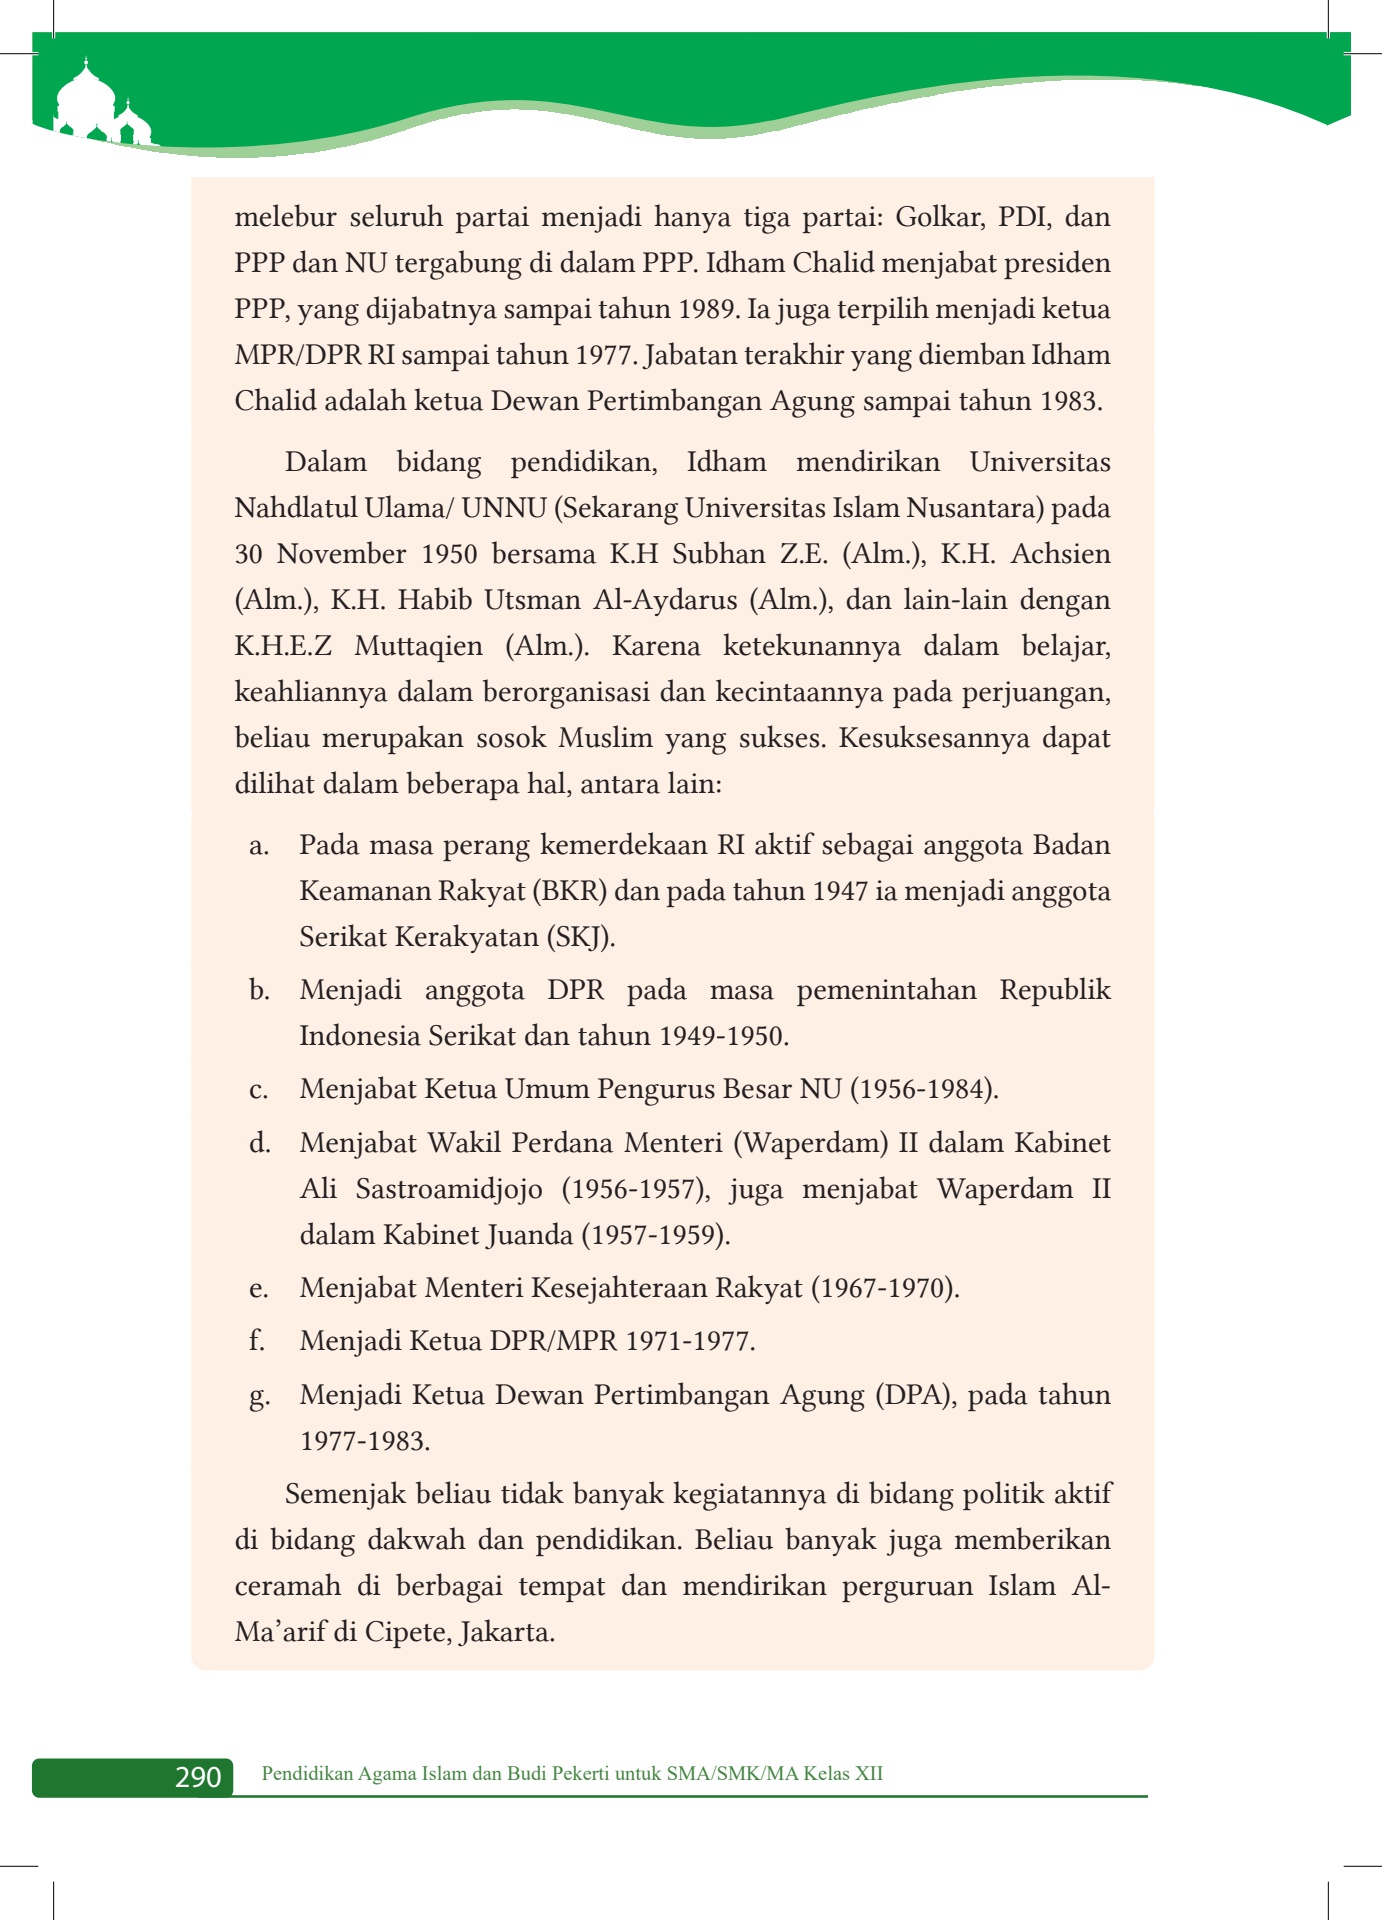 melebur seluruh partai menjadi hanya tiga partai: Golkar, PDI, dan
PPP dan NU tergabung di dalam PPP. Idham Chalid menjabat presiden
PPP, yang dijabatnya sampai tahun 1989. Ia juga terpilih menjadi ketua
MPR/DPR RI sampai tahun 1977. Jabatan terakhir yang diemban Idham
Chalid adalah ketua Dewan Pertimbangan Agung sampai tahun 1983.
Dalam bidang pendidikan, Idham mendirikan Universitas
Nahdlatul Ulama/ UNNU (Sekarang Universitas Islam Nusantara) pada
30 November 1950 bersama K.H Subhan Z.E. (Alm.), K.H. Achsien
(Alm.), K.H. Habib Utsman Al-Aydarus (Alm.), dan lain-lain dengan
K.H.E.Z Muttaqien (Alm.). Karena ketekunannya dalam belajar,
keahliannya dalam berorganisasi dan kecintaannya pada perjuangan,
beliau merupakan sosok Muslim yang sukses. Kesuksesannya dapat
dilihat dalam beberapa hal, antara lain:
a. Pada masa perang kemerdekaan RI aktif sebagai anggota Badan
Keamanan Rakyat (BKR) dan pada tahun 1947 ia menjadi anggota
Serikat Kerakyatan (SKJ).
b. Menjadi anggota DPR pada masa pemenintahan Republik
Indonesia Serikat dan tahun 1949-1950.
c. Menjabat Ketua Umum Pengurus Besar NU (1956-1984).
d. Menjabat Wakil Perdana Menteri (Waperdam) II dalam Kabinet
Ali Sastroamidjojo (1956-1957), juga menjabat Waperdam II
dalam Kabinet Juanda (1957-1959).
e. Menjabat Menteri Kesejahteraan Rakyat (1967-1970).
f. Menjadi Ketua DPR/MPR 1971-1977.
g. Menjadi Ketua Dewan Pertimbangan Agung (DPA), pada tahun
1977-1983.
Semenjak beliau tidak banyak kegiatannya di bidang politik aktif
di bidang dakwah dan pendidikan. Beliau banyak juga memberikan
ceramah di berbagai tempat dan mendirikan perguruan Islam Al-
Ma’arif di Cipete, Jakarta.
290 Pendidikan Agama Islam dan Budi Pekerti untuk SMA/SMK/MA Kelas XII